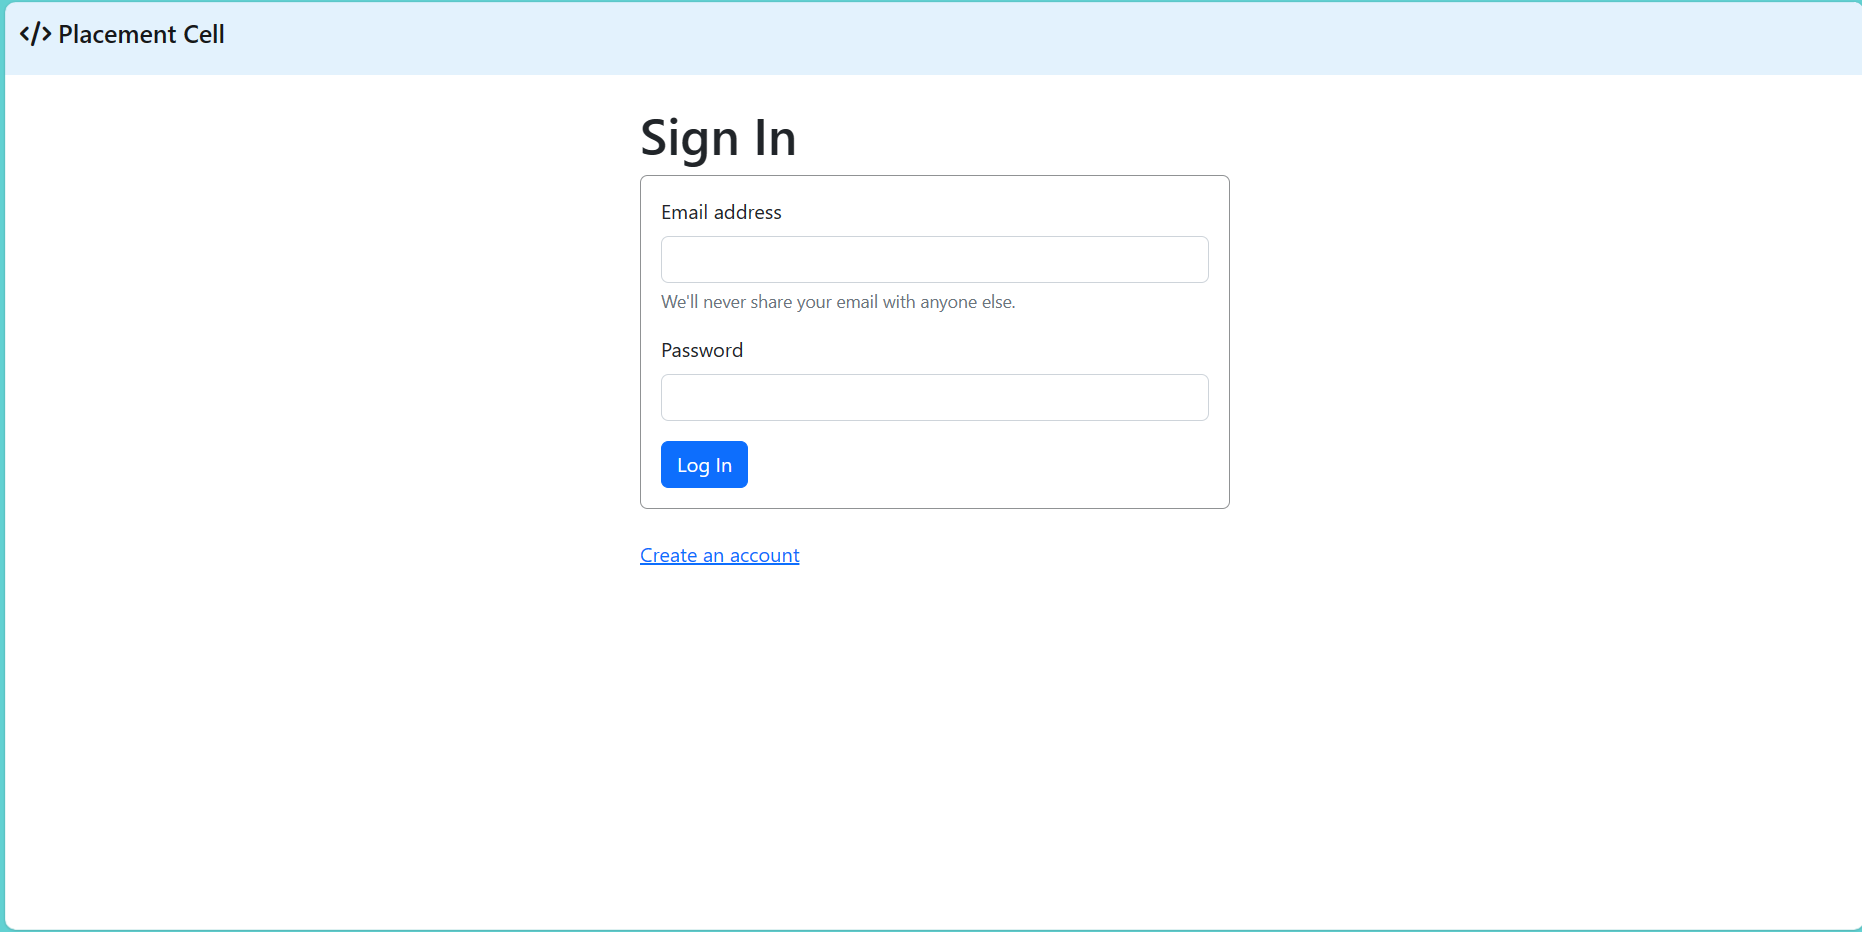 </> Placement Cell
Sign In
Email address
We'll never share your email with anyone else.
Password
Log In
Create an account